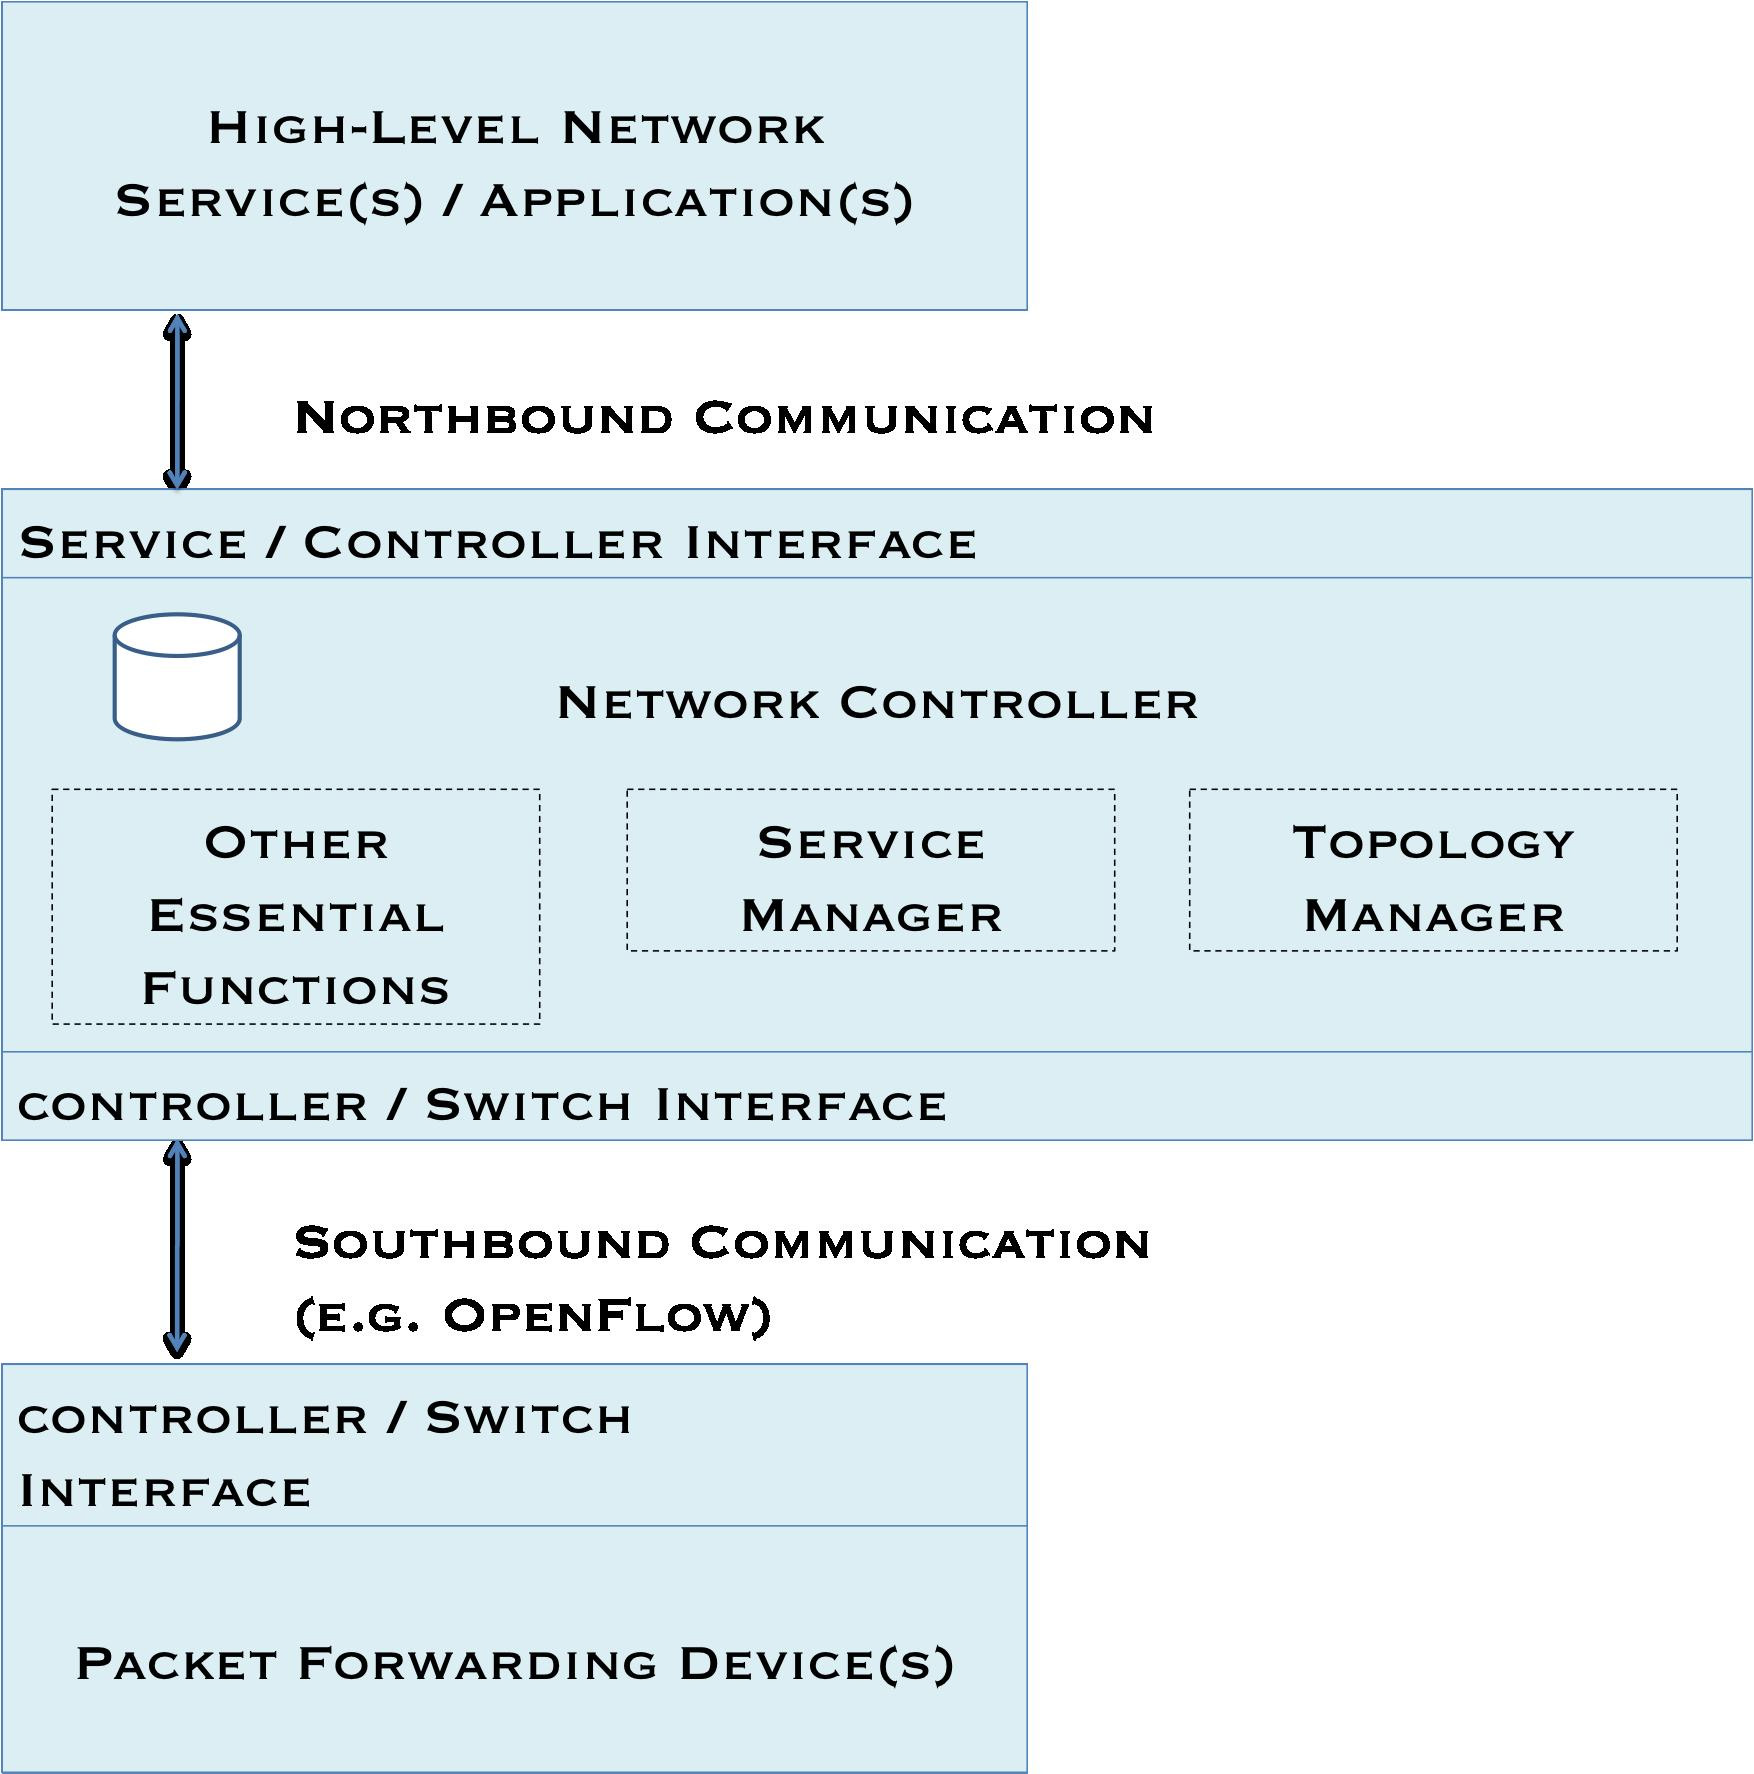 High-Level Network
Service(s) / Application(s)
Northbound Communication
Service / Controller Interface
Network Controller
Other
Essential
Functions
Service
Manager
Topology
Manager
controller / Switch Interface
Southbound Communication
(e.g. OpenFlow)
controller / Switch
Interface
Packet Forwarding Device(s)